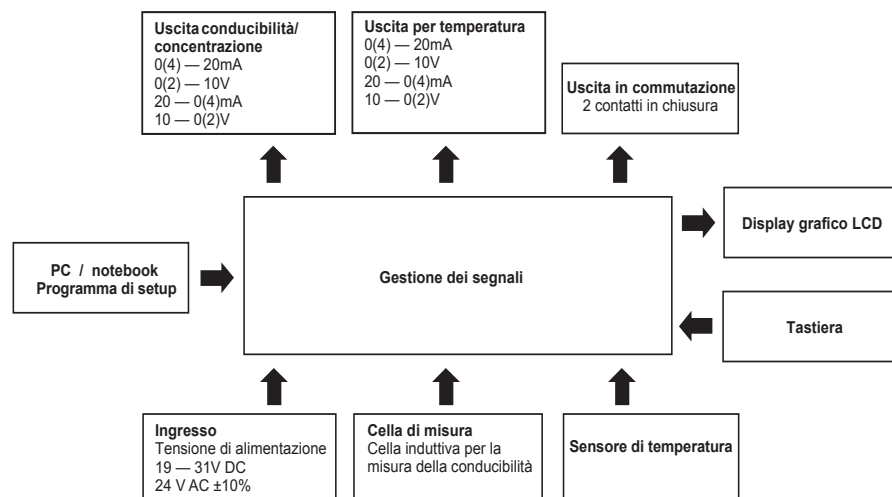 Uscita conducibilità/
concentrazione
0(4) — 20mA
0(2) — 10V
20 — 0(4)mA
10 — 0(2)V
Uscita per temperatura
0(4) — 20mA
0(2) — 10V
20 — 0(4)mA
10 — 0(2)V
Uscita in commutazione
2 contatti in chiusura
PC / notebook
Programma di setup
Gestione dei segnali
Display grafico LCD
Tastiera
Ingresso
Tensione di alimentazione
19 — 31V DC
24 V AC ±10%
Cella di misura
Cella induttiva per la
misura della conducibilità
Sensore di temperatura